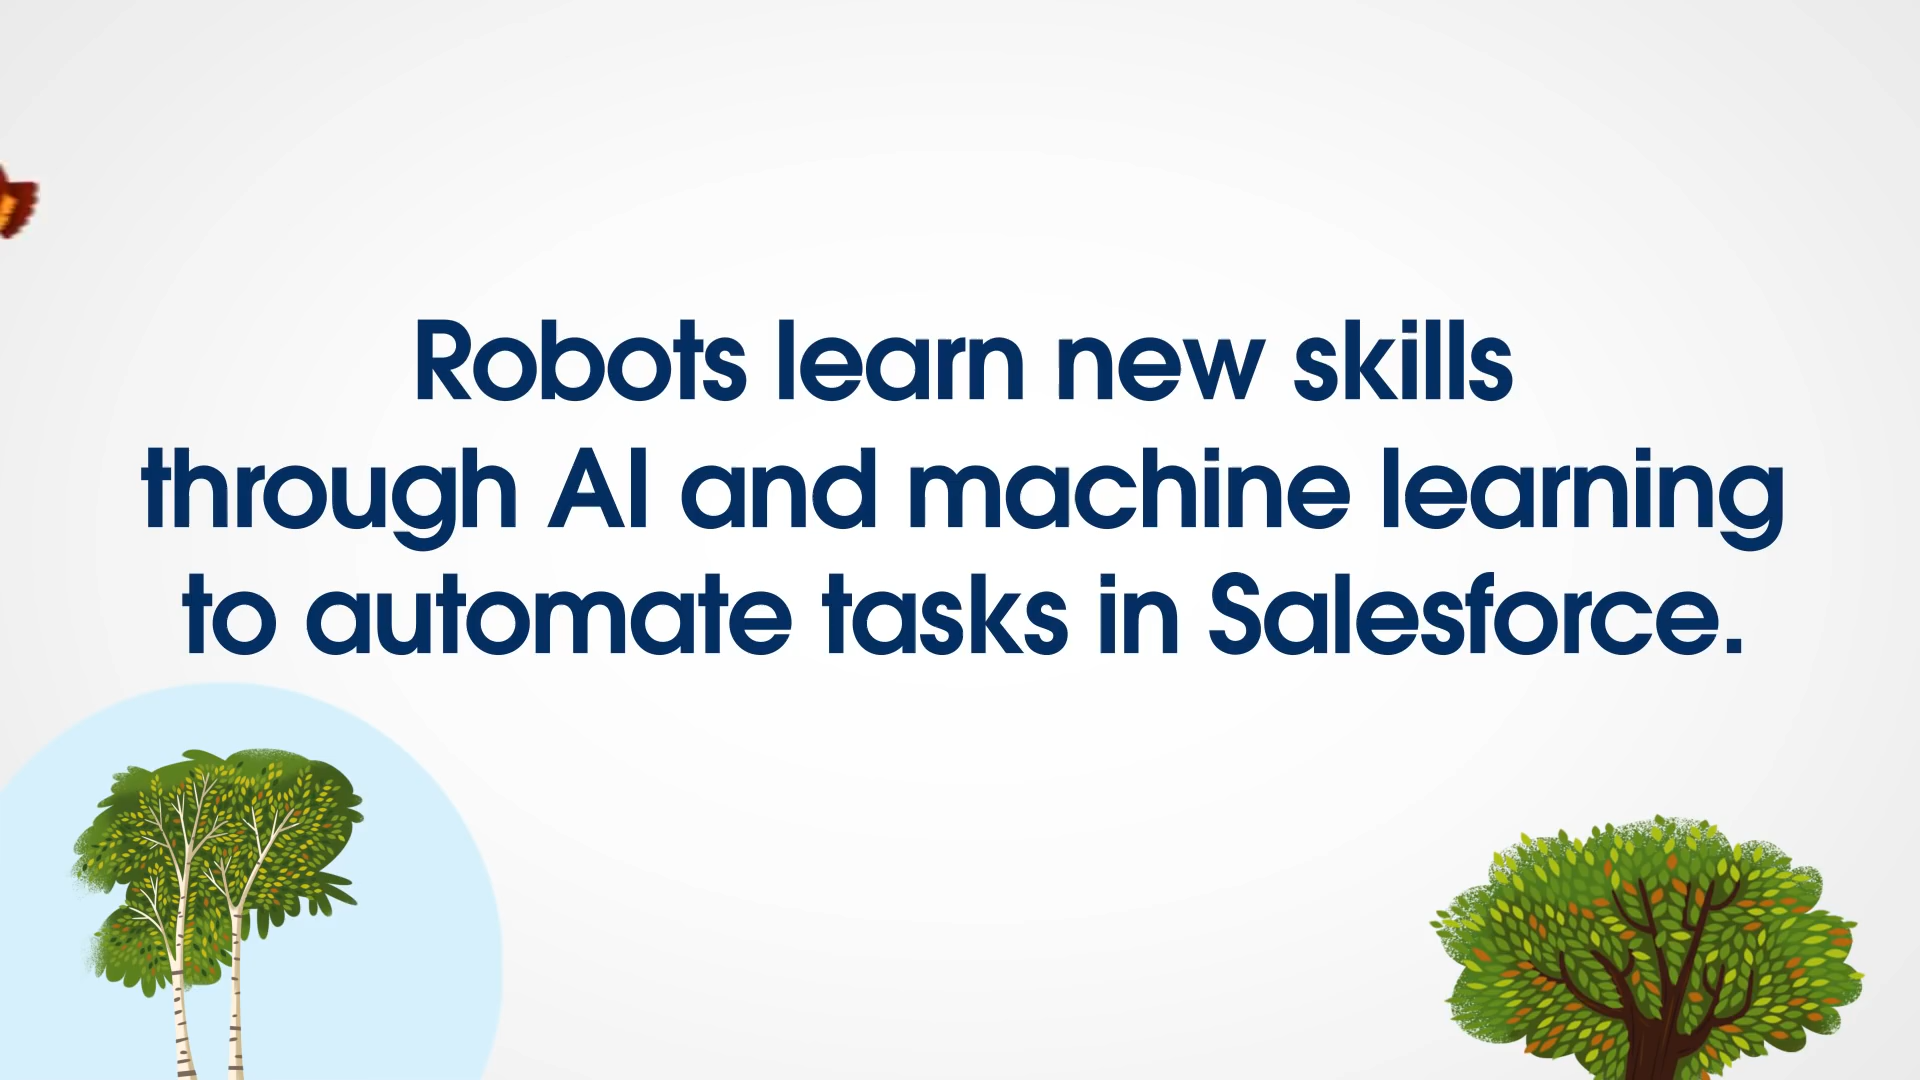 Robots learn new skills
through AI and machine learning
to automate tasks in Salesforce.